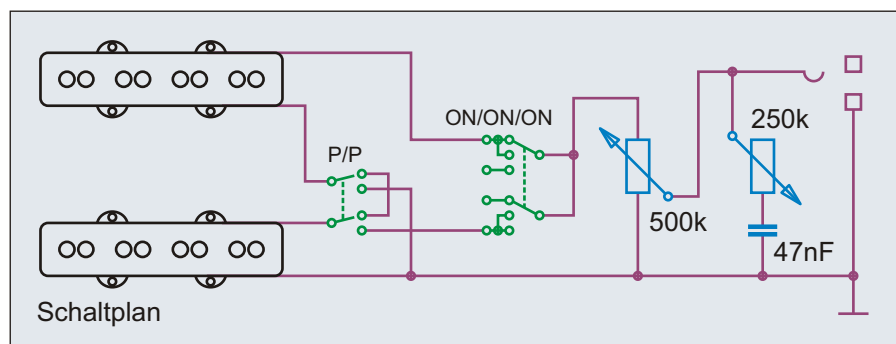 ON/ON/ON
250k
P/P
500k
47nF
Schaltplan